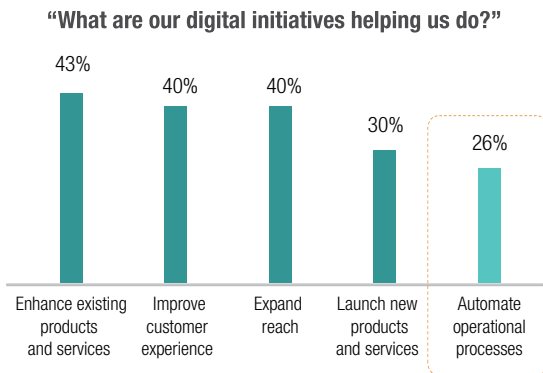 “What are our digital initiatives helping us do?”
43%
40%
40%
30%
26%
Enhance existing
products
and services
Improve
customer
experience
Expand
reach
Launch new
products
and services
Automate
operational
processes